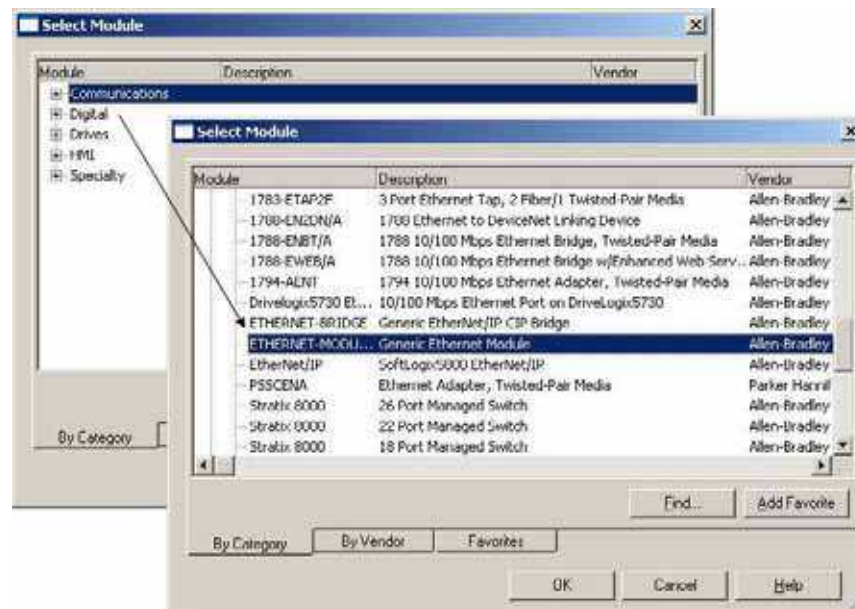 Select Module
Module Description Vendor
Communications
Digital
Drives
HMI
Specialty
By Category
Select Module
Module Description Vendor
1783-ETAP2F 3 Port Ethernet Tap, 2 Fiber/1 Twisted-Pair Media Allen-Bradley
1788-EN2DN/A 1788 Ethernet to DeviceNet Linking Device Allen-Bradley
1788-ENBT/A 1788 10/100 Mbps Ethernet Bridge, Twisted-Pair Media Allen-Bradley
1788-EWEB/A 1788 10/100 Mbps Ethernet Bridge w/Enhanced Web Serv... Allen-Bradley
1794-AENT 1794 10/100 Mbps Ethernet Adapter, Twisted-Pair Media Allen-Bradley
Drivelogix5730 Et... 10/100 Mbps Ethernet Port on DriveLogix5730 Allen-Bradley
ETHERNET-BRIDGE Generic EtherNet/IP CIP Bridge Allen-Bradley
ETHERNET-MODU... Generic Ethernet Module Allen-Bradley
EtherNet/IP SoftLogix5800 EtherNet/IP Allen-Bradley
PSSCENA Ethernet Adapter, Twisted-Pair Media Parker Hannif
Stratix 8000 26 Port Managed Switch Allen-Bradley
Stratix 8000 22 Port Managed Switch Allen-Bradley
Stratix 8000 18 Port Managed Switch Allen-Bradley
Find... Add Favorite
By Category By Vendor Favorites
OK Cancel Help